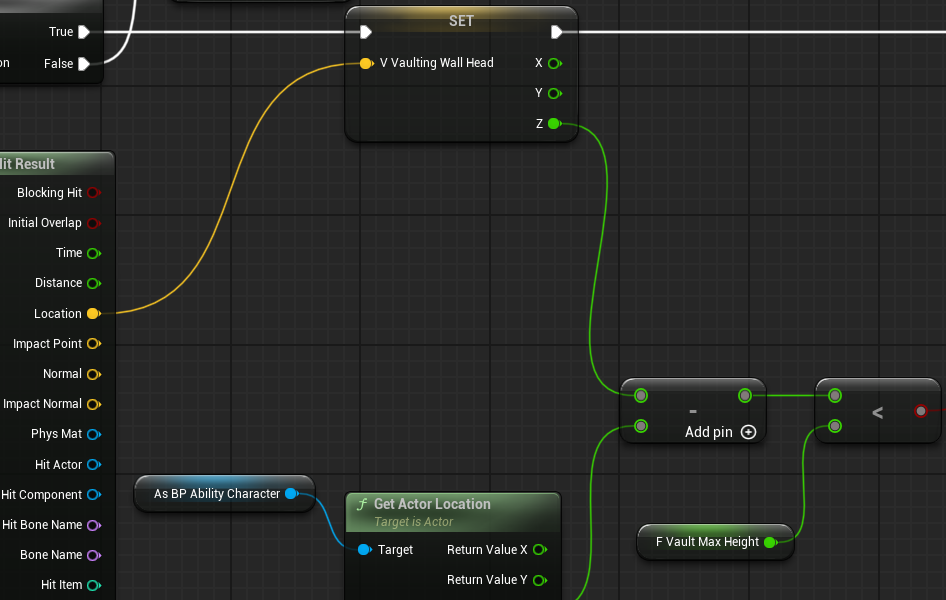 True
on
False
SET
V Vaulting Wall Head
X
Y
Z
Hit Result
Blocking Hit
Initial Overlap
Time
Distance
Location
Impact Point
Normal
Impact Normal
Phys Mat
Hit Actor
Hit Component
Hit Bone Name
Bone Name
Hit Item
As BP Ability Character
f Get Actor Location
Target is Actor
Target
Return Value X
Return Value Y
-
Add pin
<
F Vault Max Height